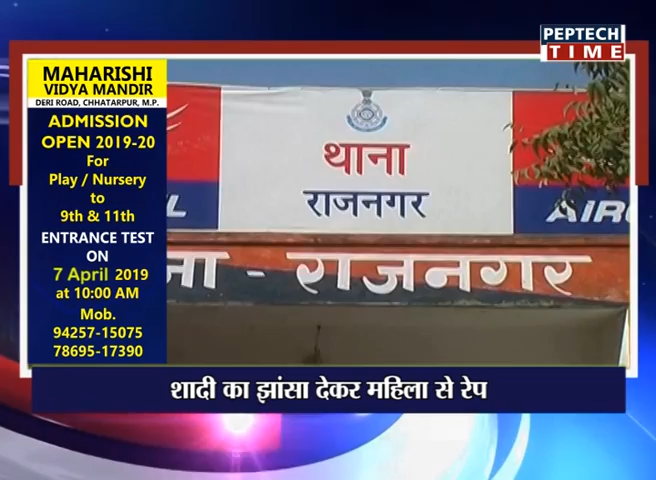 PEPTECH
TIME
MAHARISHI
VIDYA MANDIR
DERI ROAD, CHHATARPUR, M.P.
ADMISSION
OPEN 2019-20
For
Play / Nursery
to
9th & 11th
ENTRANCE TEST
ON
7 April 2019
at 10:00 AM
Mob.
94257-15075
78695-17390
थाना
राजनगर
- राजनगर
शादी का झांसा देकर महिला से रेप